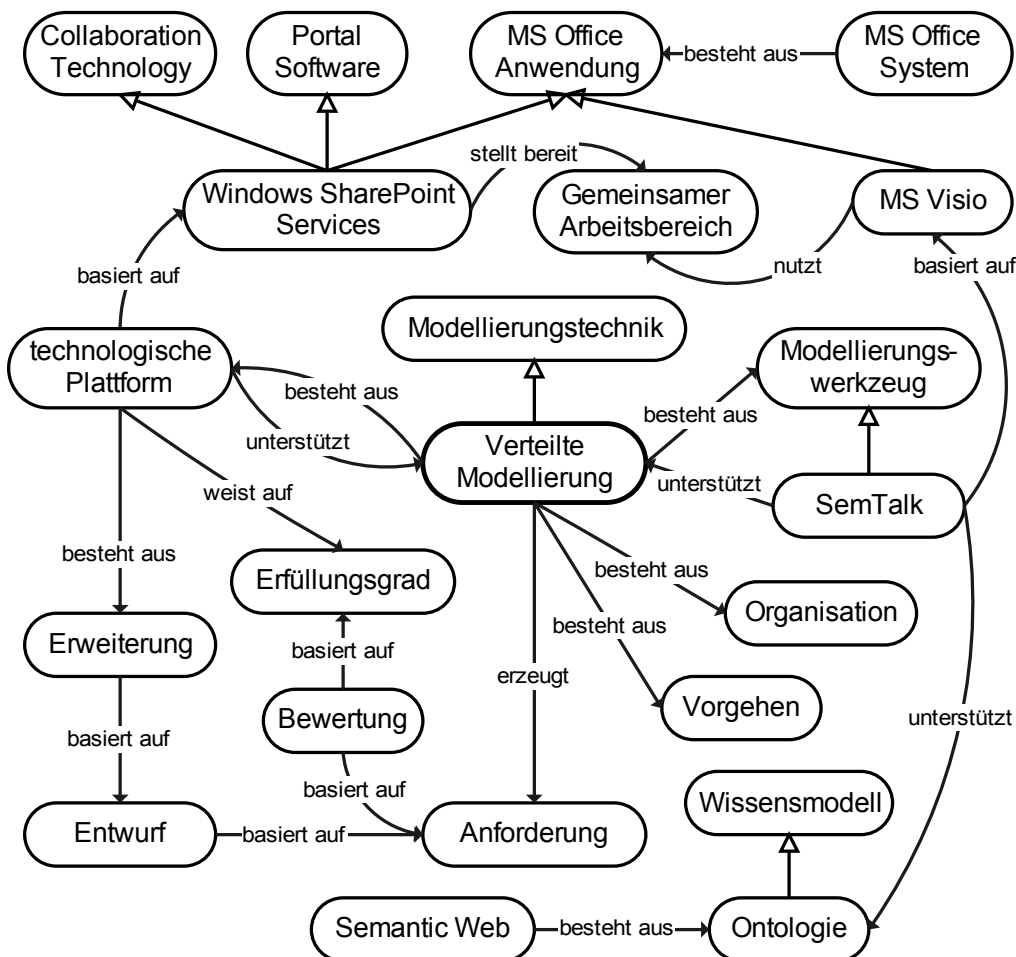 Collaboration
Technology
Portal
Software
MS Office
Anwendung
besteht aus
MS Office
System
stellt bereit
Windows SharePoint
Services
Gemeinsamer
Arbeitsbereich
MS Visio
basiert auf
nutzt
basiert auf
Modellierungstechnik
technologische
Plattform
Modellierungs-
werkzeug
besteht aus
besteht aus
unterstützt
Verteilte
Modellierung
unterstützt
weist auf
SemTalk
besteht aus
Erfüllungsgrad
besteht aus
Organisation
Erweiterung
besteht aus
basiert auf
erzeugt
Bewertung
Vorgehen
unterstützt
basiert auf
basiert auf
Wissensmodell
Entwurf
basiert auf
Anforderung
Semantic Web
besteht aus
Ontologie